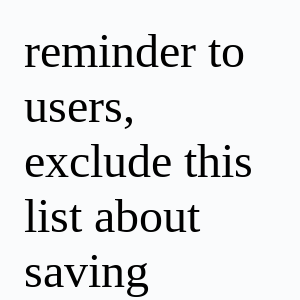 reminder to
users,
exclude this
list about
saving